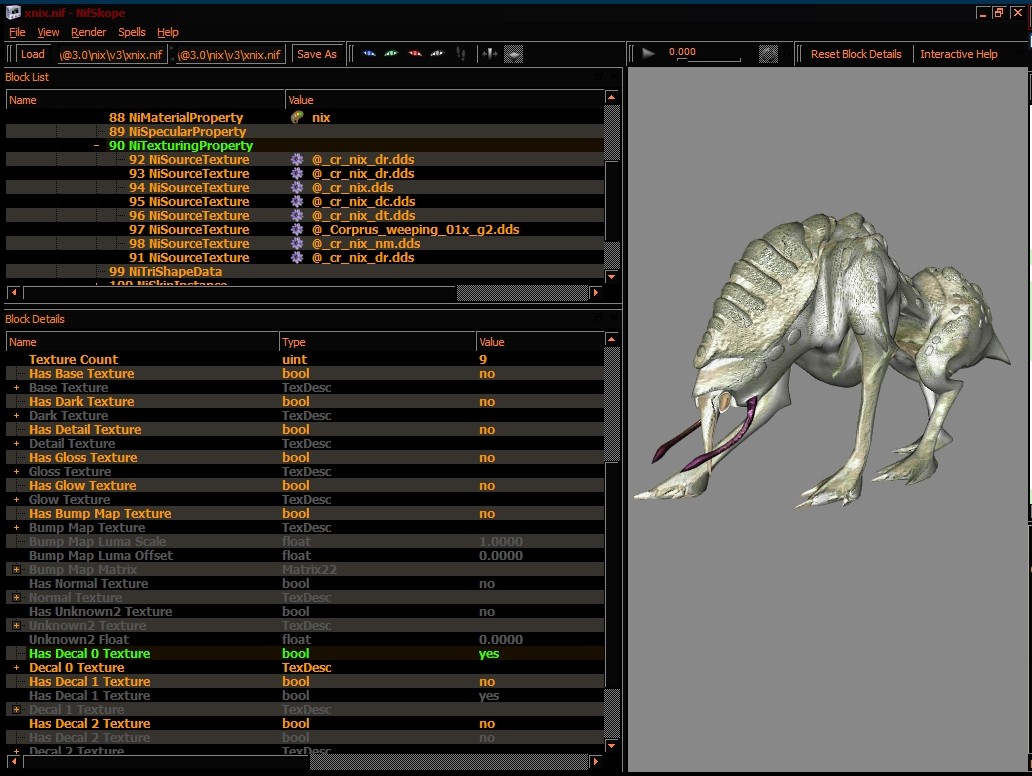 xnix.nif - NifSkope
File View Render Spells Help
Load \@3.0\nix\v3\xnix.nif \@3.0\nix\v3\xnix.nif Save As 0.000 Reset Block Details Interactive Help
Block List
Name Value
88 NiMaterialProperty nix
89 NiSpecularProperty
90 NiTexturingProperty
92 NiSourceTexture @_cr_nix_dr.dds
93 NiSourceTexture @_cr_nix_dr.dds
94 NiSourceTexture @_cr_nix.dds
95 NiSourceTexture @_cr_nix_dc.dds
96 NiSourceTexture @_cr_nix_dt.dds
97 NiSourceTexture @_Corprus_weeping_01x_g2.dds
98 NiSourceTexture @_cr_nix_nm.dds
91 NiSourceTexture @_cr_nix_dr.dds
99 NiTriShapeData
100 NiSkinInstance
Block Details
Name Type Value
Texture Count uint 9
Has Base Texture bool no
Base Texture TexDesc
Has Dark Texture bool no
Dark Texture TexDesc
Has Detail Texture bool no
Detail Texture TexDesc
Has Gloss Texture bool no
Gloss Texture TexDesc
Has Glow Texture bool no
Glow Texture TexDesc
Has Bump Map Texture bool no
Bump Map Texture TexDesc
Bump Map Luma Scale float 1.0000
Bump Map Luma Offset float 0.0000
Bump Map Matrix Matrix22
Has Normal Texture bool no
Normal Texture TexDesc
Has Unknown2 Texture bool no
Unknown2 Texture TexDesc
Unknown2 Float float 0.0000
Has Decal 0 Texture bool yes
Decal 0 Texture TexDesc
Has Decal 1 Texture bool no
Has Decal 1 Texture bool yes
Decal 1 Texture TexDesc
Has Decal 2 Texture bool no
Has Decal 2 Texture bool no
Decal 2 Texture TexDesc